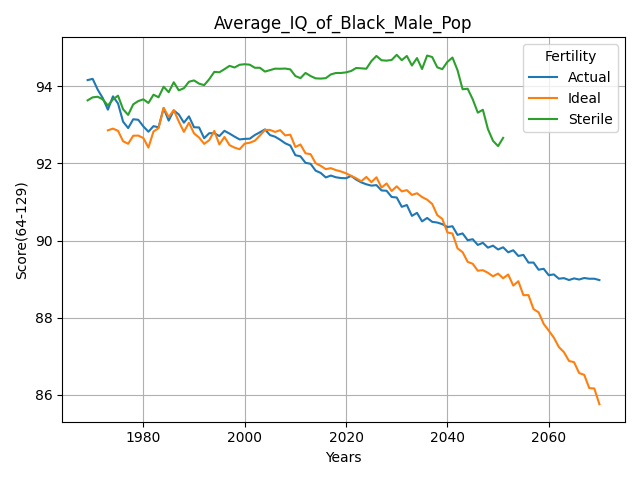 Average_IQ_of_Black_Male_Pop
Fertility
Actual
Ideal
Sterile
Score(64-129)
94
92
90
88
86
1980
2000
2020
2040
2060
Years